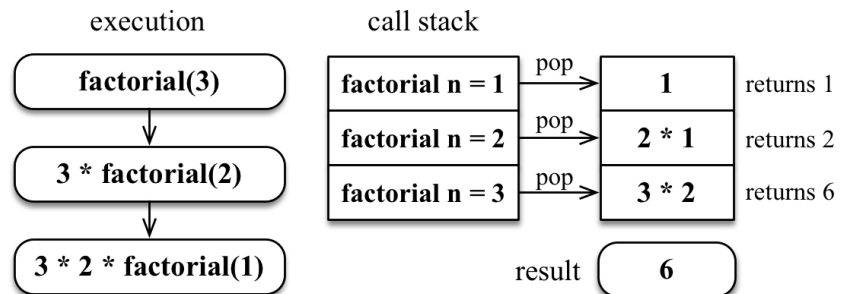 execution
factorial(3)
3 * factorial(2)
3 * 2 * factorial(1)
call stack
factorial n = 1
pop
1
returns 1
factorial n = 2
pop
2 * 1
returns 2
factorial n = 3
pop
3 * 2
returns 6
result
6